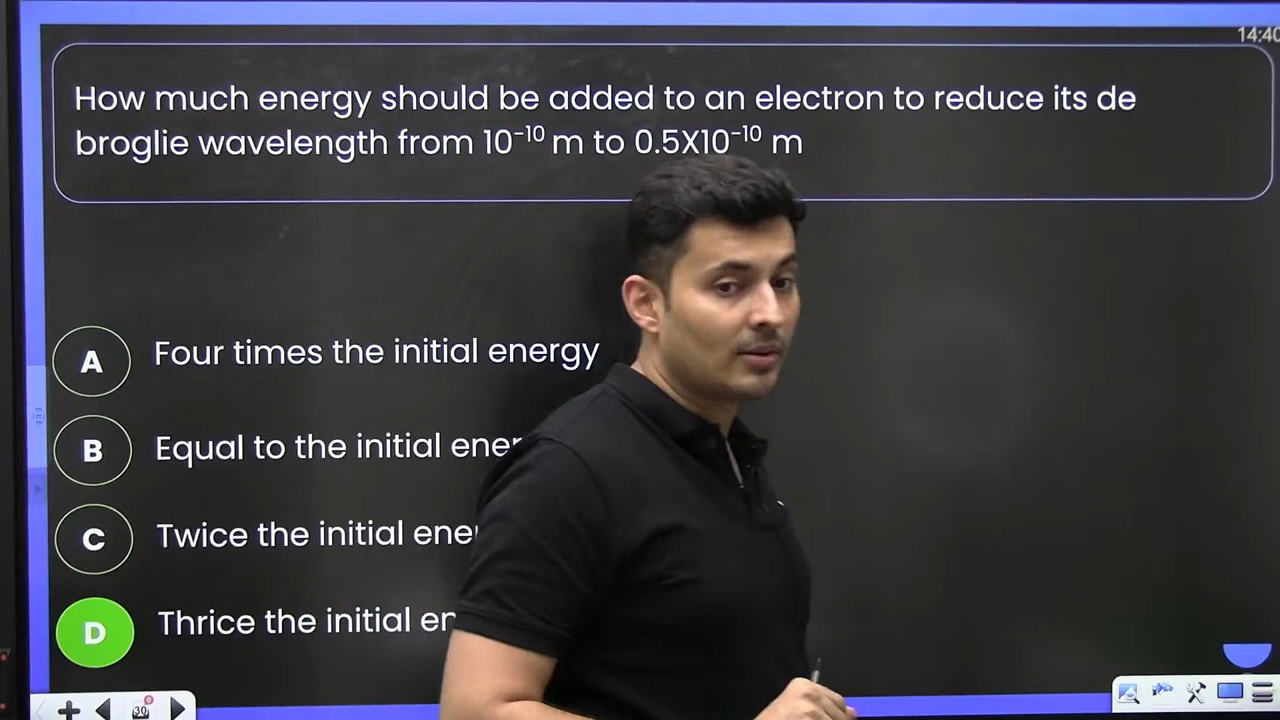 14:40
How much energy should be added to an electron to reduce its de
broglie wavelength from 10⁻¹⁰ m to 0.5X10⁻¹⁰ m
A Four times the initial energy
B Equal to the initial
C Twice the initial
D Thrice the initial
30